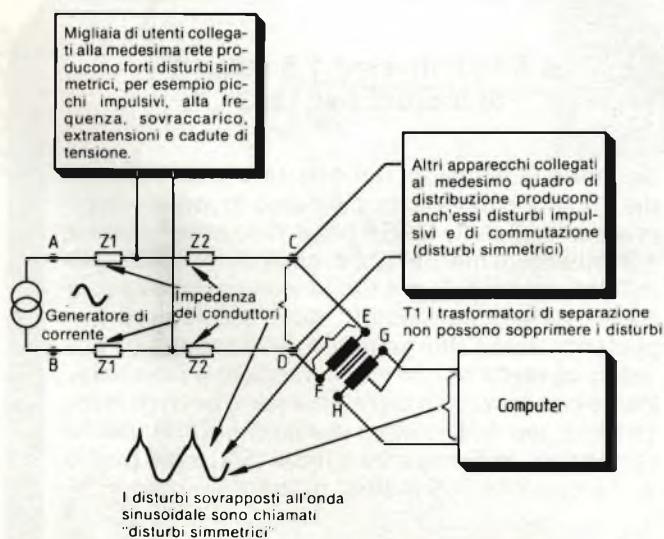 Migliaia di utenti collega-
ti alla medesima rete pro-
ducono forti disturbi sim-
metrici, per esempio pic-
chi impulsivi, alta fre-
quenza, sovraccarico,
extratensioni e cadute di
tensione.
Altri apparecchi collegati
al medesimo quadro di
distribuzione producono
anch'essi disturbi impul-
sivi e di commutazione
(disturbi simmetrici)
A
Z1
Z2
C
Generatore di
corrente
Impedenza
dei conduttori
B
Z1
Z2
D
E
F
G
H
T1 I trasformatori di separazione
non possono sopprimere i disturbi
Computer
I disturbi sovrapposti all'onda
sinusoidale sono chiamati
"disturbi simmetrici"